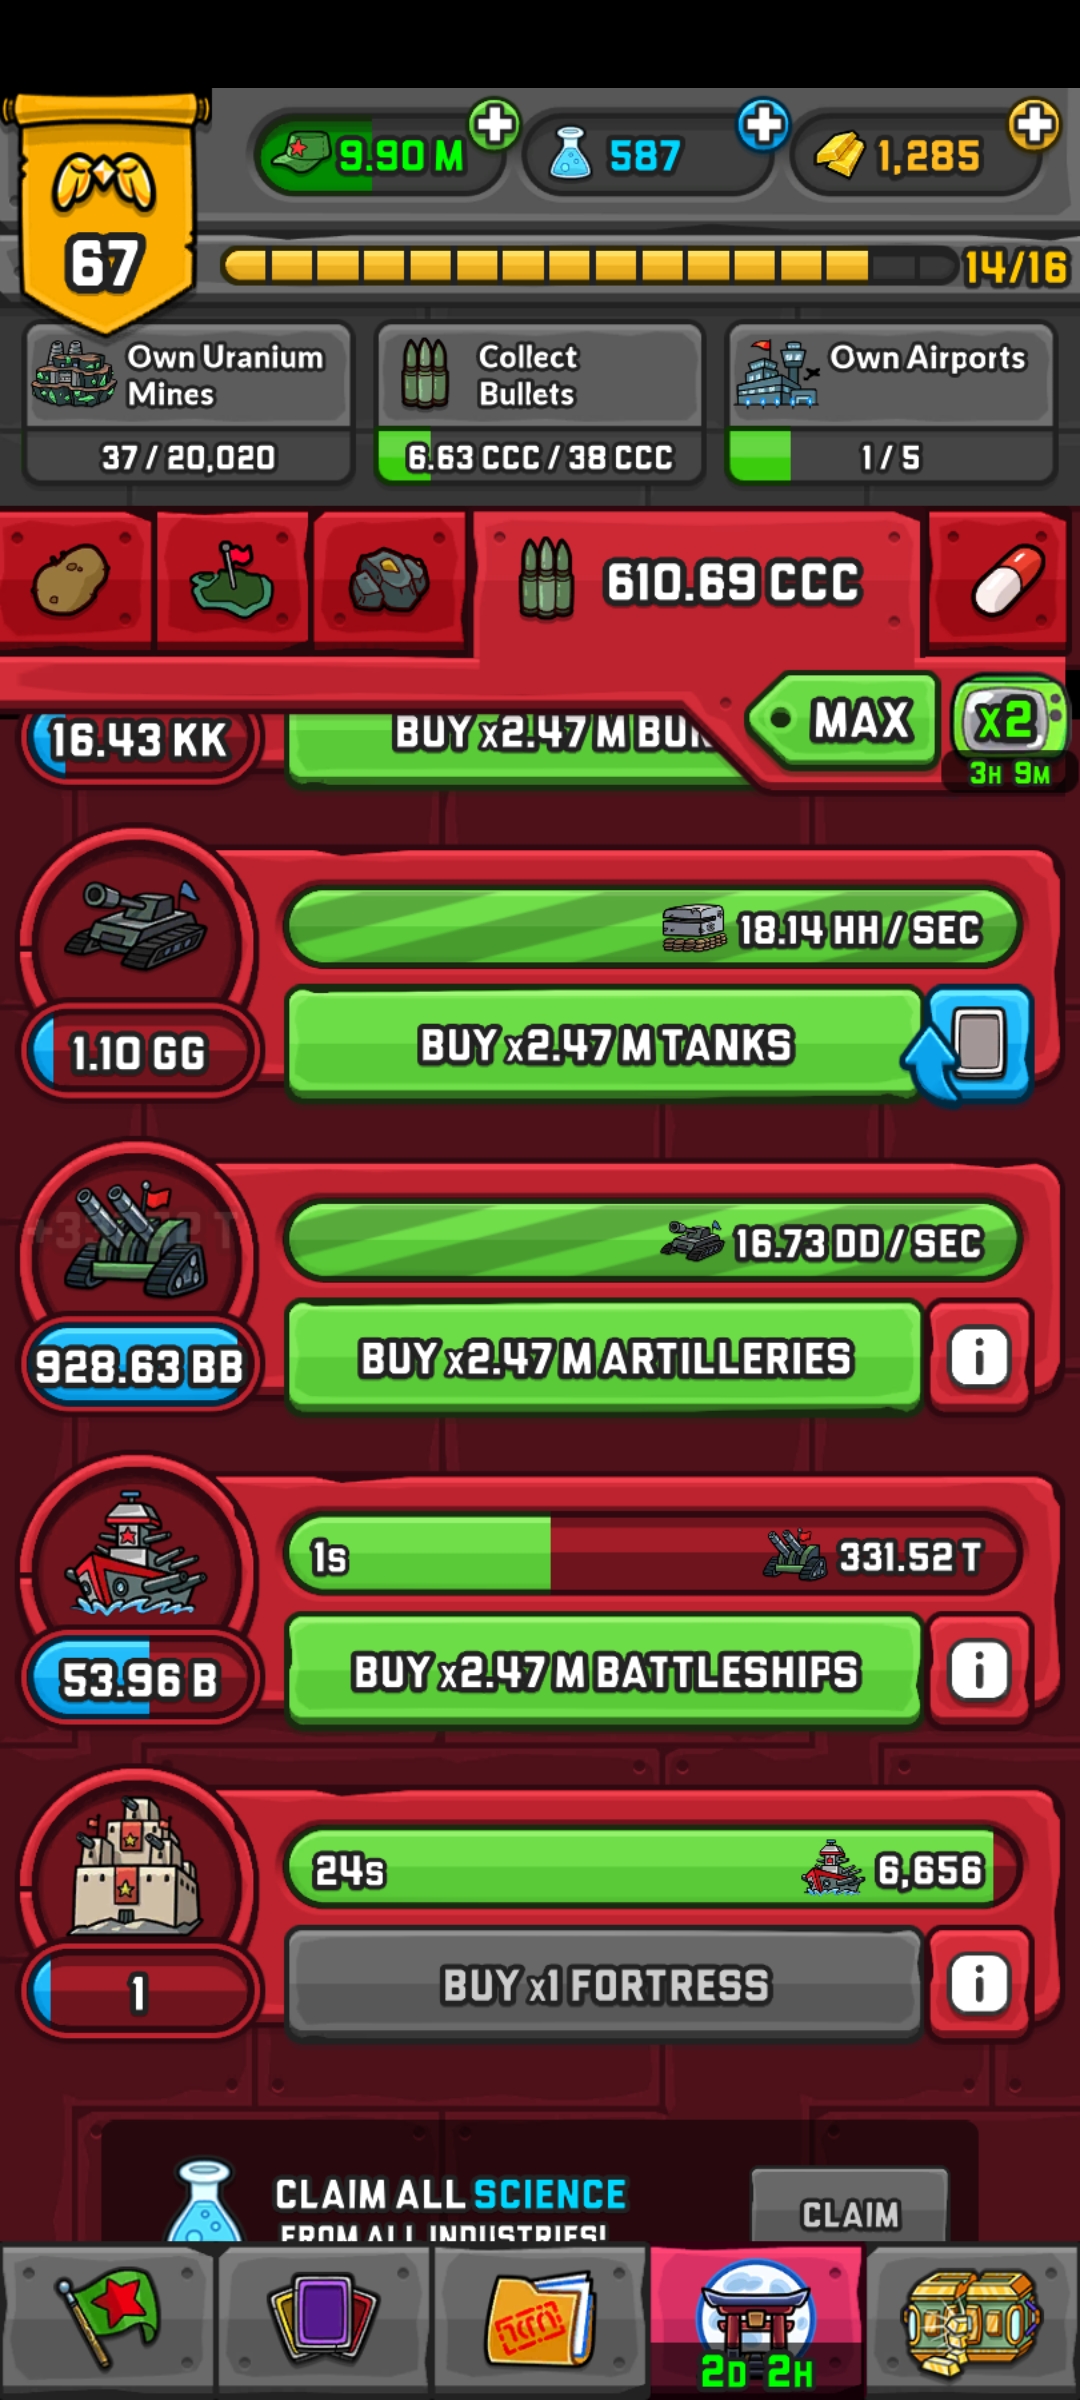 9.90 M
587
1,285
67
14/16
Own Uranium
Mines
37 / 20,020
Collect
Bullets
6.63 CCC / 38 CCC
Own Airports
1 / 5
610.69 CCC
MAX
x2
3H 9M
16.43 KK
BUY x2.47 M
18.14 HH / SEC
1.10 GG
BUY x2.47 M TANKS
16.73 DD / SEC
928.63 BB
BUY x2.47 M ARTILLERIES
i
1s
331.52 T
53.96 B
BUY x2.47 M BATTLESHIPS
i
24s
6,656
1
BUY x1 FORTRESS
i
CLAIM ALL SCIENCE
FROM ALL INDUSTRIES!
CLAIM
2D 2H